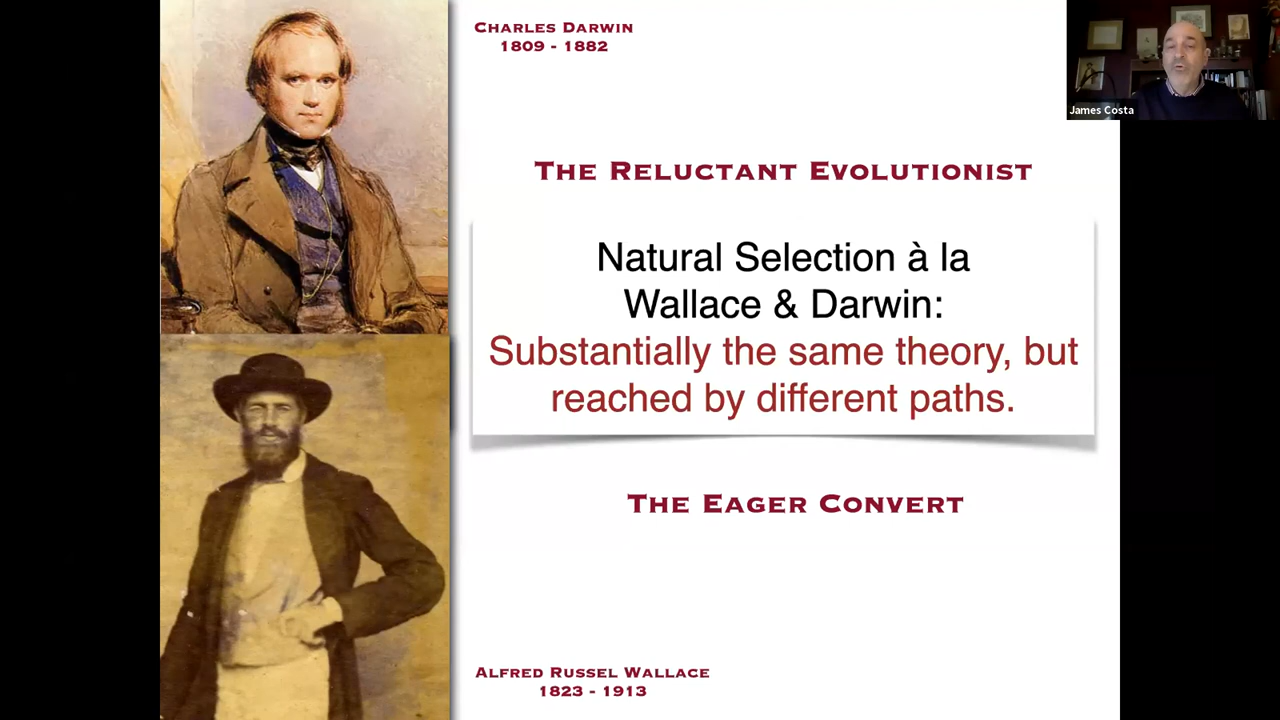 CHARLES DARWIN
1809 - 1882
James Costa
THE RELUCTANT EVOLUTIONIST
Natural Selection à la
Wallace & Darwin:
Substantially the same theory, but
reached by different paths.
THE EAGER CONVERT
ALFRED RUSSEL WALLACE
1823 - 1913